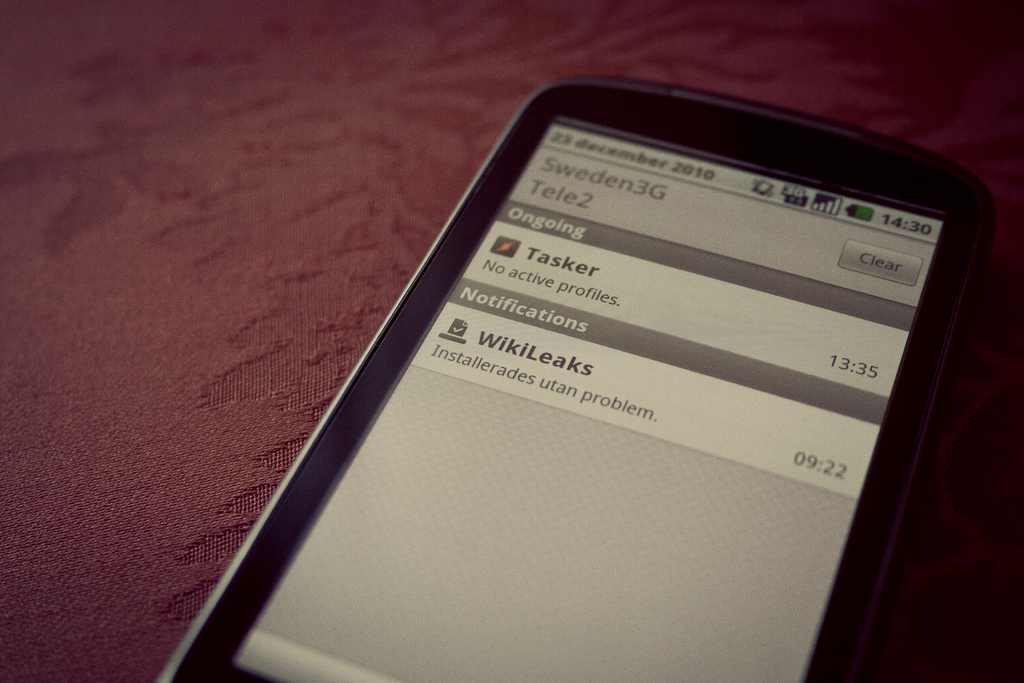 23 december 2010 14:30
Sweden3G
Tele2
Clear
Ongoing
Tasker
No active profiles.
13:35
Notifications
WikiLeaks
Installerades utan problem.
09:22